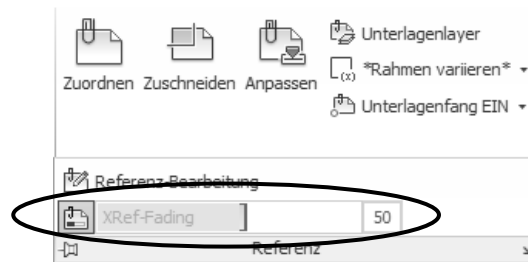 Zuordnen Zuschneiden Anpassen
Unterlagenlayer
(x) *Rahmen variieren*
Unterlagenfang EIN
Referenz-Bearbeitung
XRef-Fading 50
Referenz